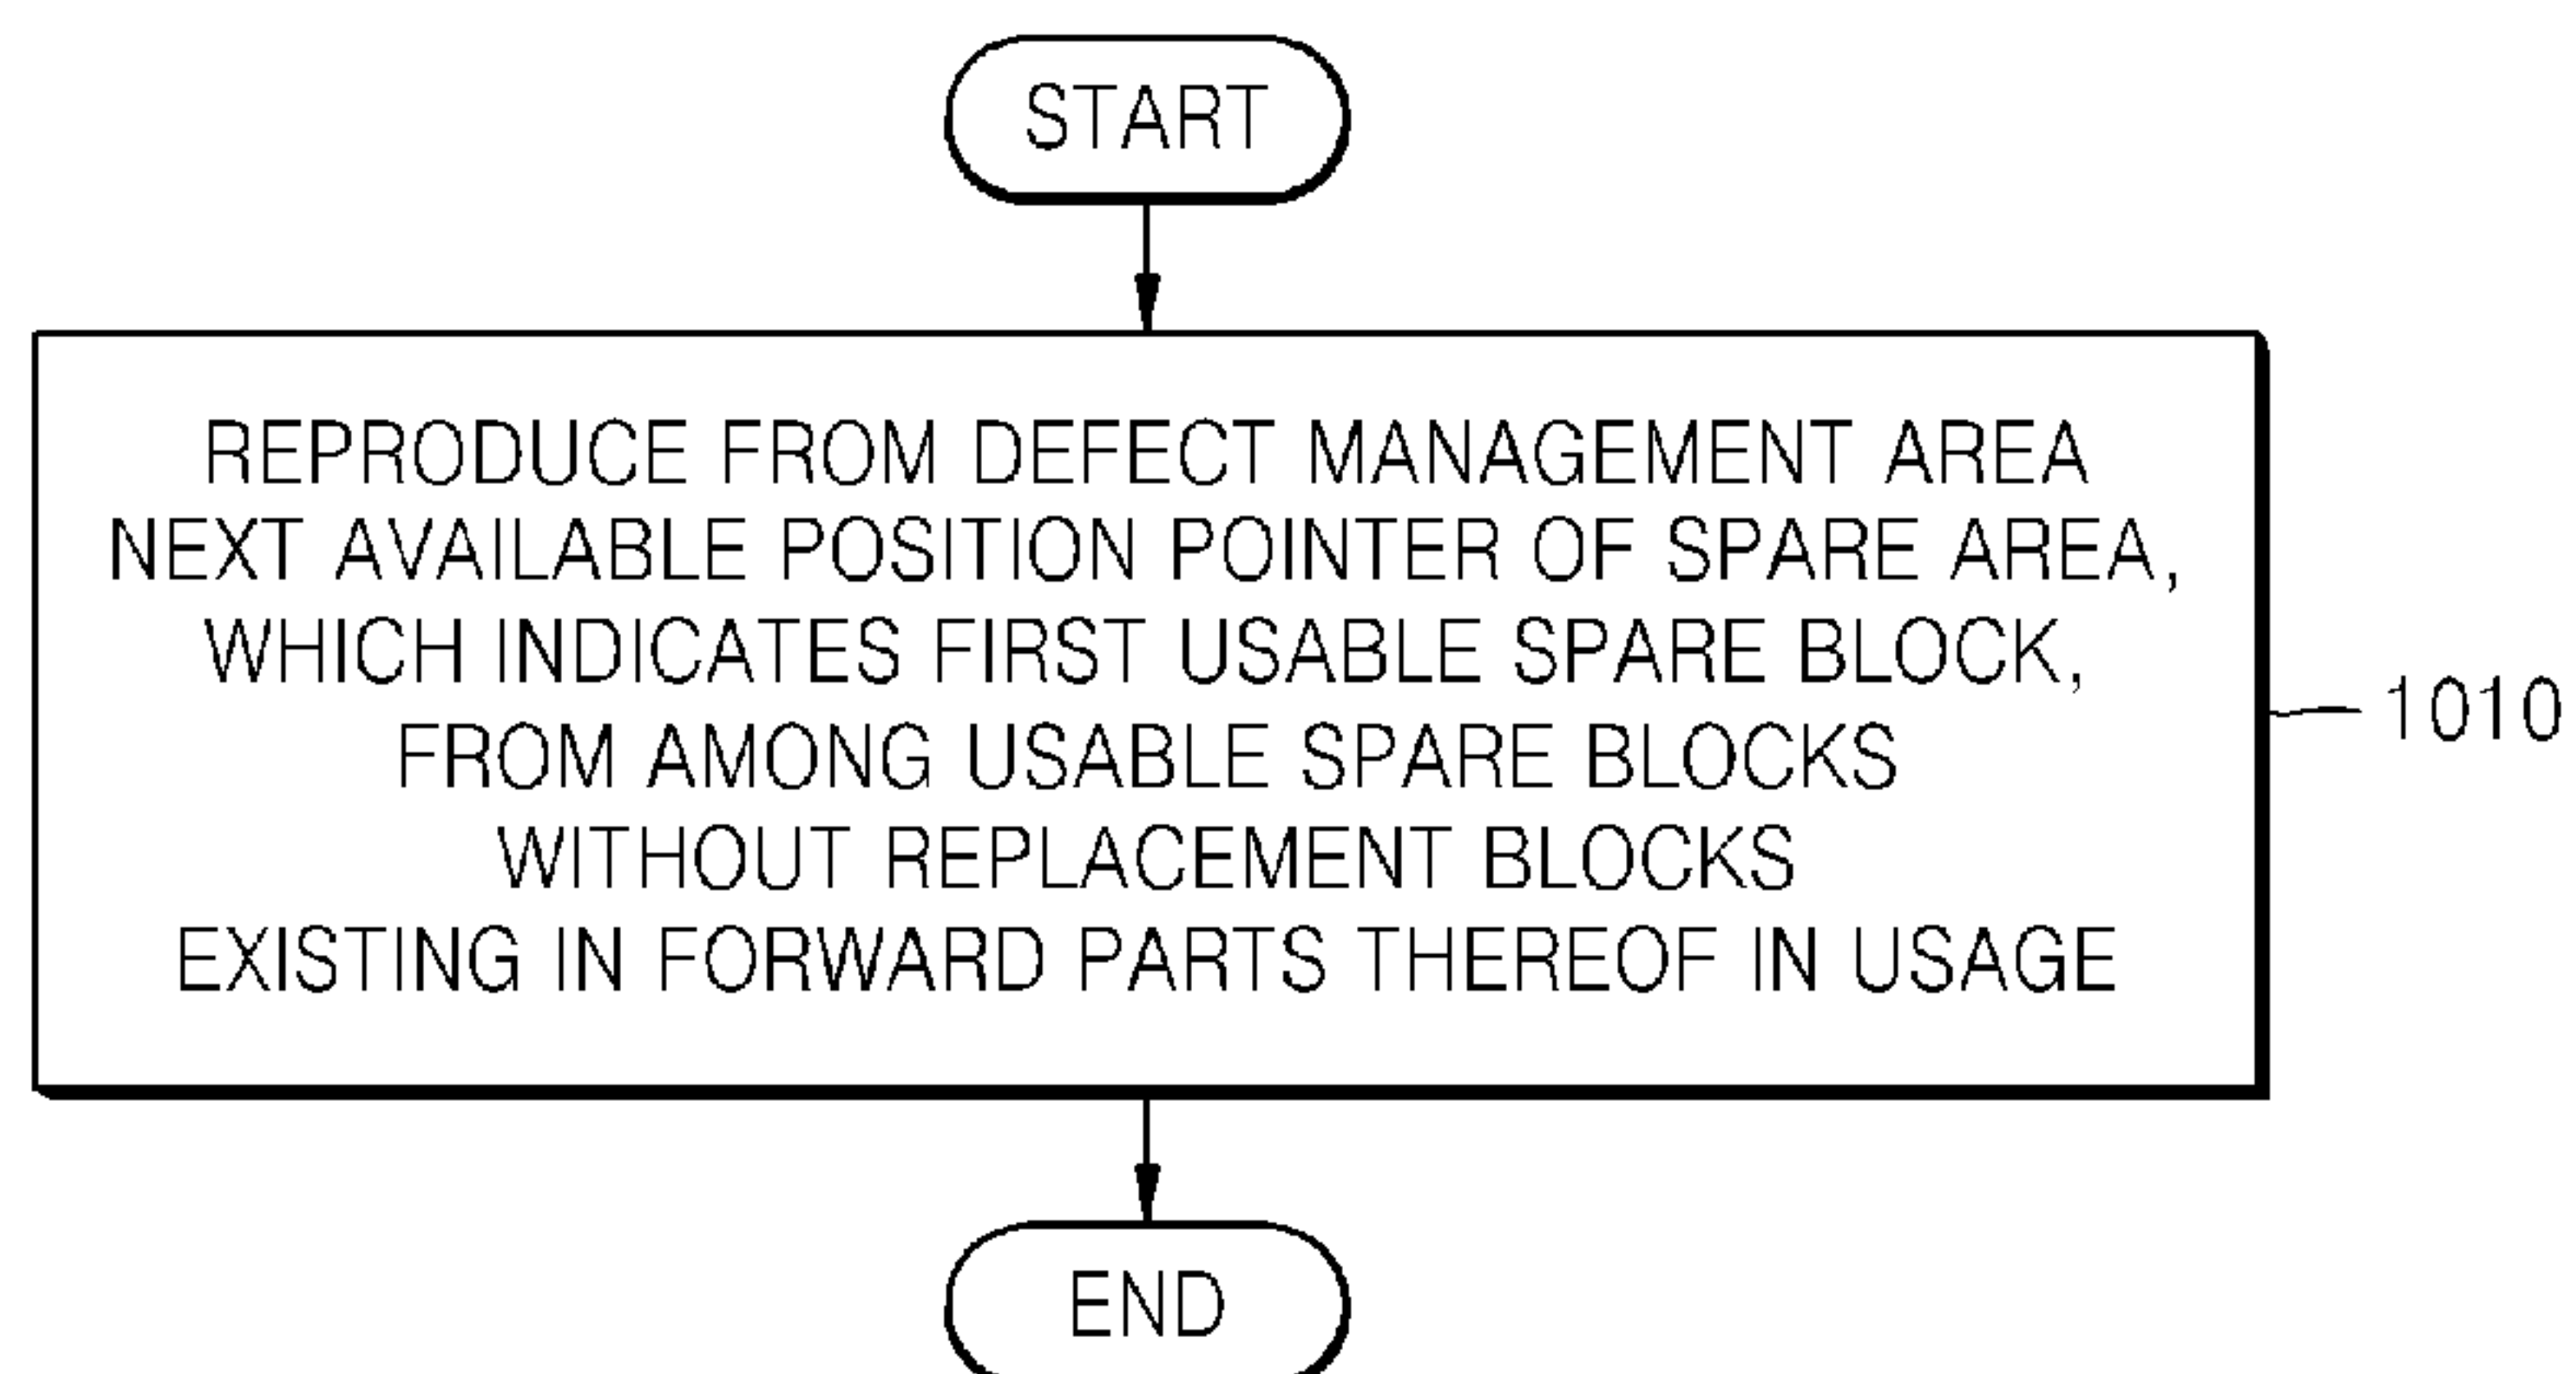 START
REPRODUCE FROM DEFECT MANAGEMENT AREA
NEXT AVAILABLE POSITION POINTER OF SPARE AREA,
WHICH INDICATES FIRST USABLE SPARE BLOCK,
FROM AMONG USABLE SPARE BLOCKS
WITHOUT REPLACEMENT BLOCKS
EXISTING IN FORWARD PARTS THEREOF IN USAGE
1010
END